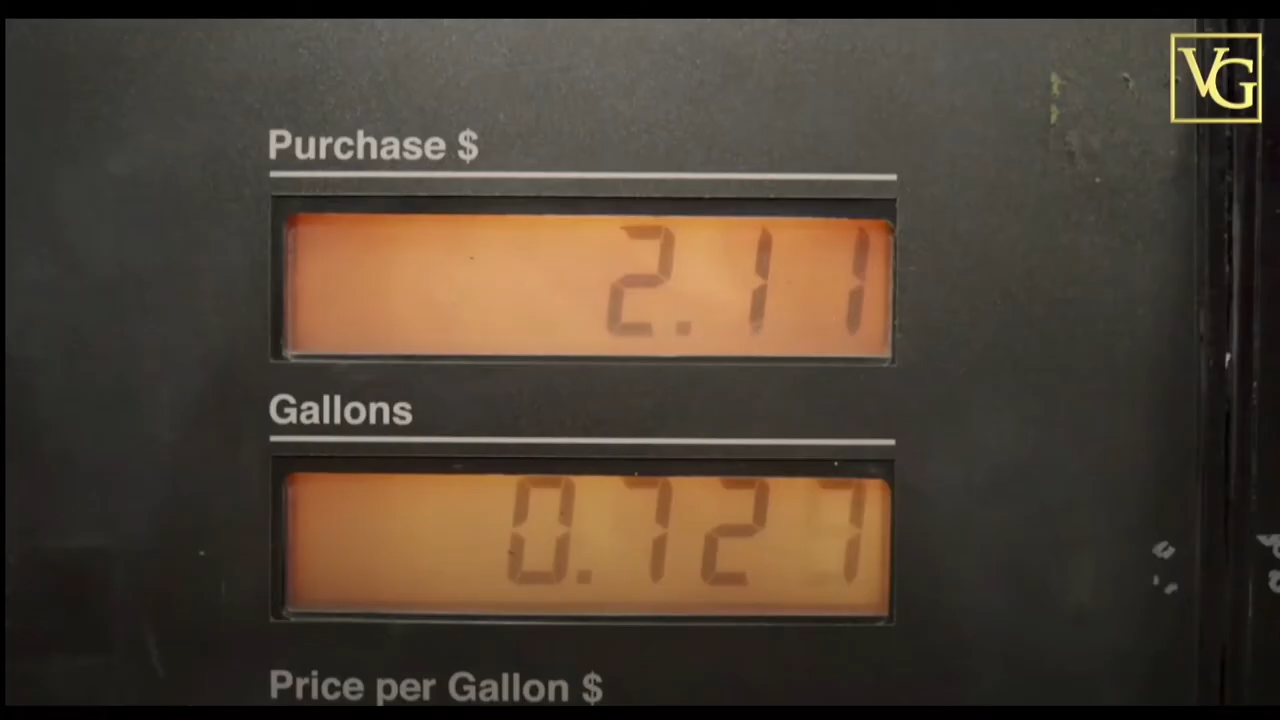 VG
Purchase $
2.11
Gallons
0.727
Price per Gallon $